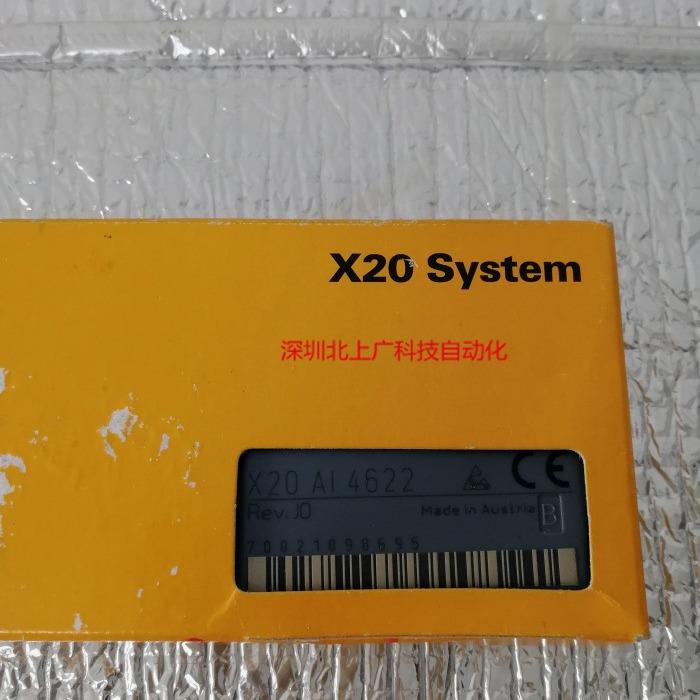 X20 System
深圳北上广科技自动化
X20 AI 4622
CE
Rev. J0
Made in Austria
B
70021098695